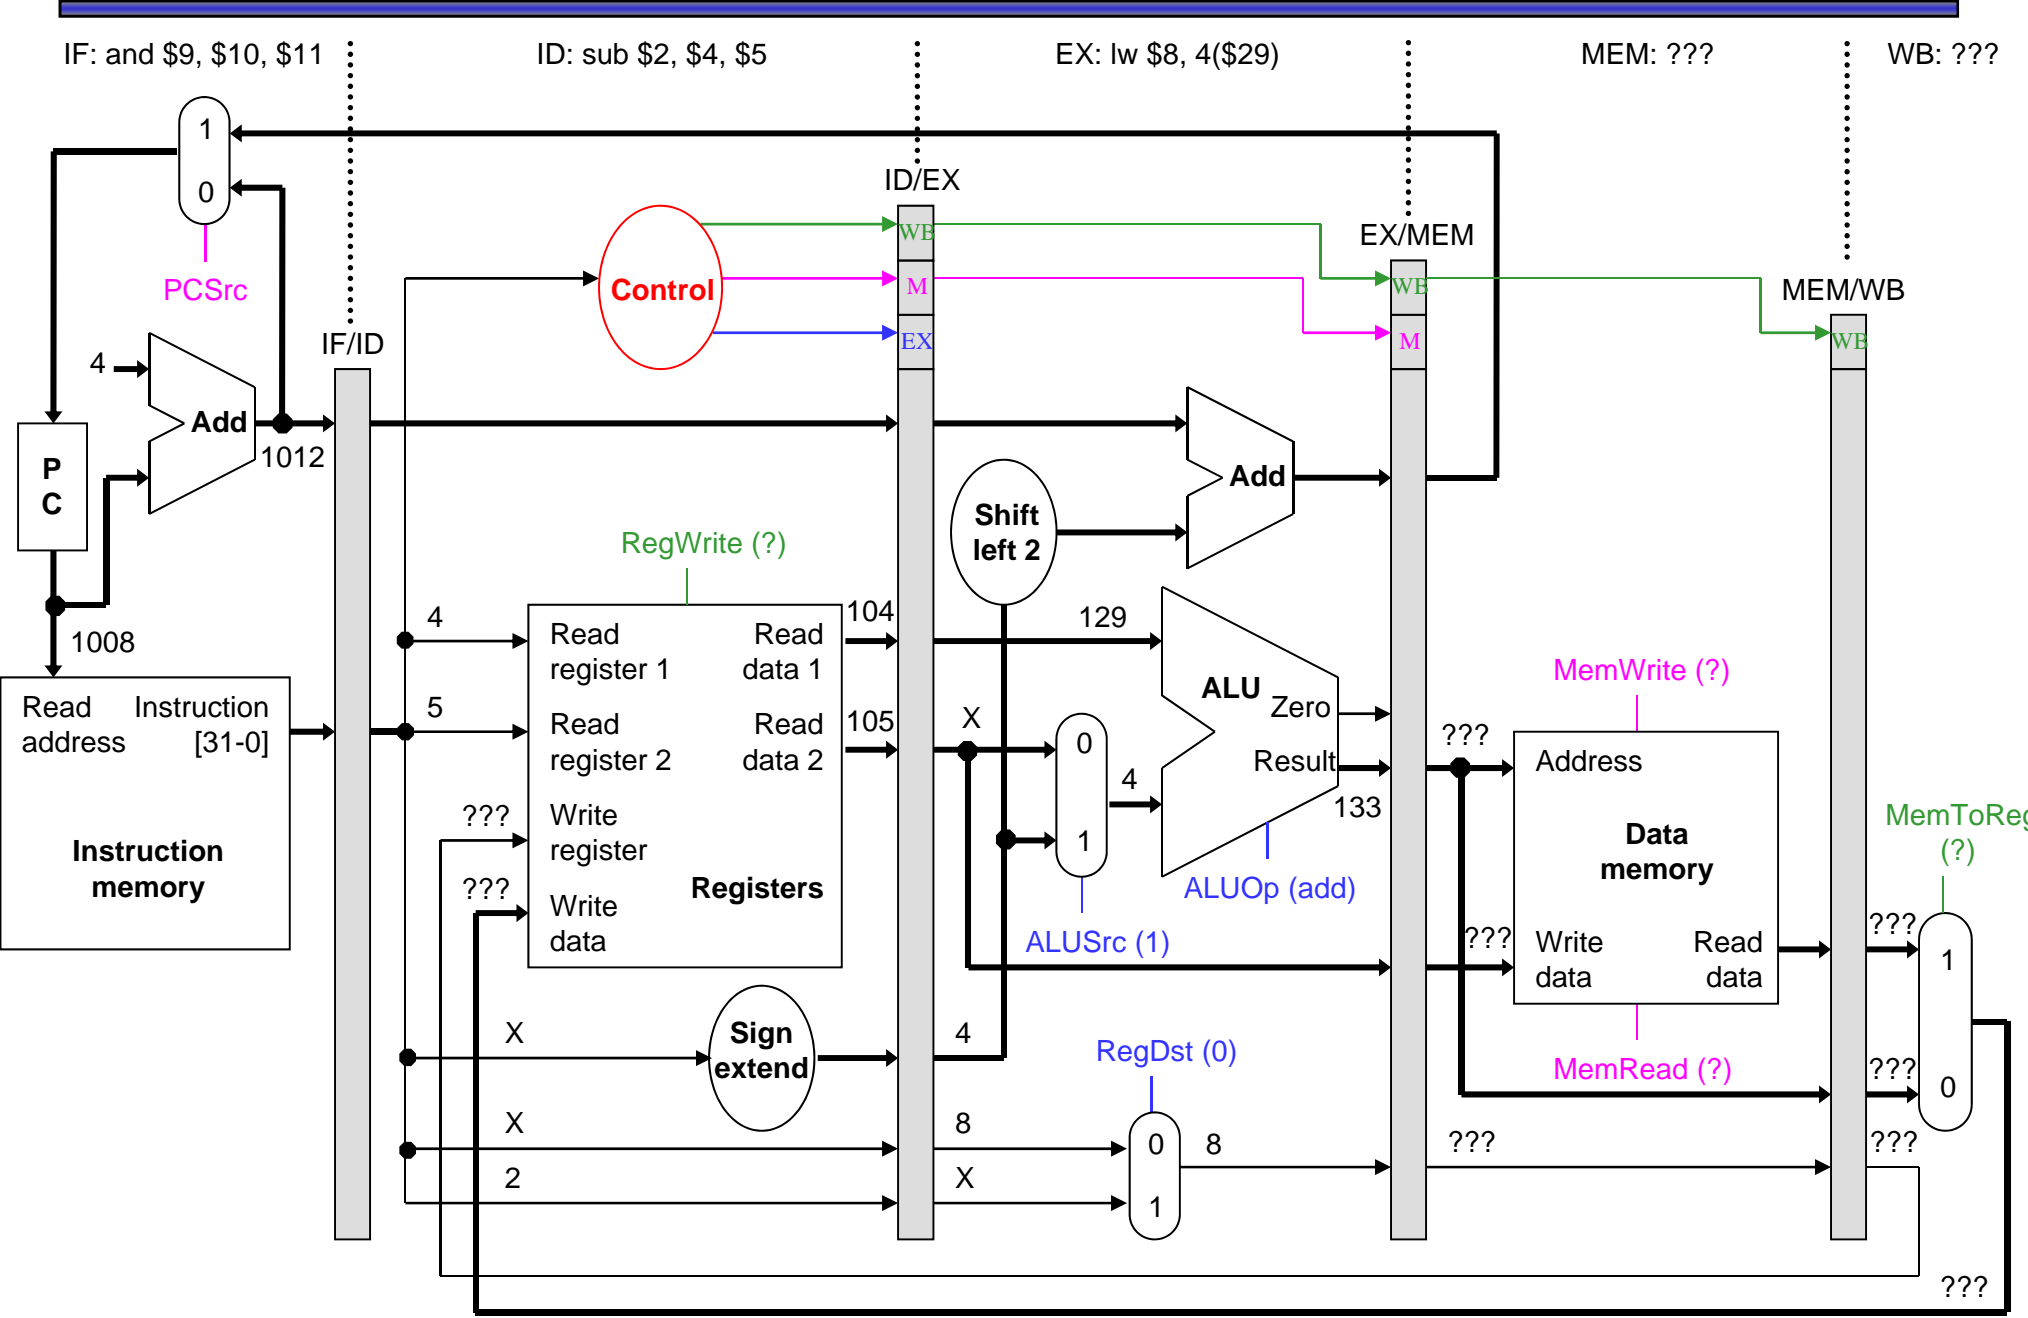 IF: and $9, $10, $11
ID: sub $2, $4, $5
EX: lw $8, 4($29)
MEM: ???
WB: ???
1
0
PCSrc
ID/EX
WB
M
EX
Control
EX/MEM
WB
M
MEM/WB
WB
IF/ID
4
Add
1012
P
C
1008
Add
Shift
left 2
RegWrite (?)
4
5
???
???
Read
register 1
Read
data 1
Read
register 2
Read
data 2
Write
register
Write
data
Registers
104
105
129
X
0
1
4
ALU
Zero
Result
133
ALUOp (add)
ALUSrc (1)
Read
address
Instruction
[31-0]
Instruction
memory
MemWrite (?)
???
Address
Data
memory
???
Write
data
Read
data
MemRead (?)
MemToReg
(?)
???
1
0
???
???
X
Sign
extend
4
RegDst (0)
X
2
8
X
0
1
8
???
???